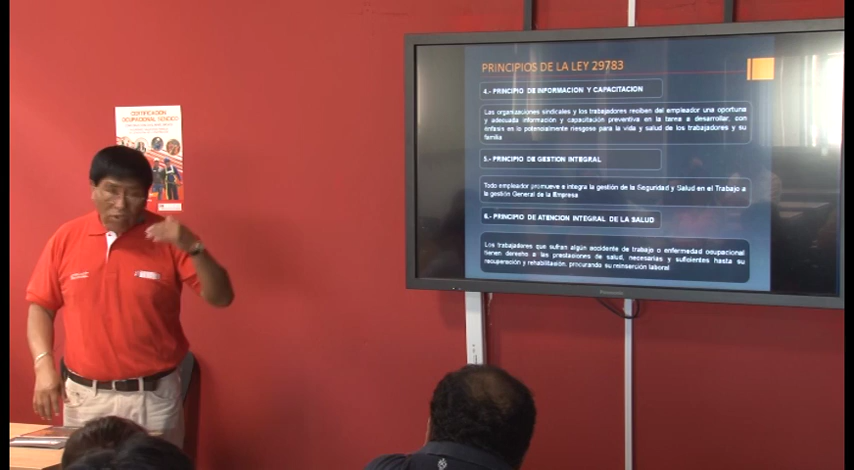 CERTIFICACIÓN
OCUPACIONAL SENCICO
PRINCIPIOS DE LA LEY 29783
4.- PRINCIPIO DE INFORMACION Y CAPACITACION
Las organizaciones sindicales y los trabajadores reciben del empleador una oportuna
y adecuada información y capacitación preventiva en la tarea a desarrollar, con
énfasis en lo potencialmente riesgoso para la vida y salud de los trabajadores y su
familia
5.- PRINCIPIO DE GESTION INTEGRAL
Todo empleador promueve e integra la gestión de la Seguridad y Salud en el Trabajo a
la gestión General de la Empresa
6.- PRINCIPIO DE ATENCION INTEGRAL DE LA SALUD
Los trabajadores que sufran algún accidente de trabajo o enfermedad ocupacional
tienen derecho a las prestaciones de salud, necesarias y suficientes hasta su
recuperación y rehabilitación, procurando su reinserción laboral
Panasonic